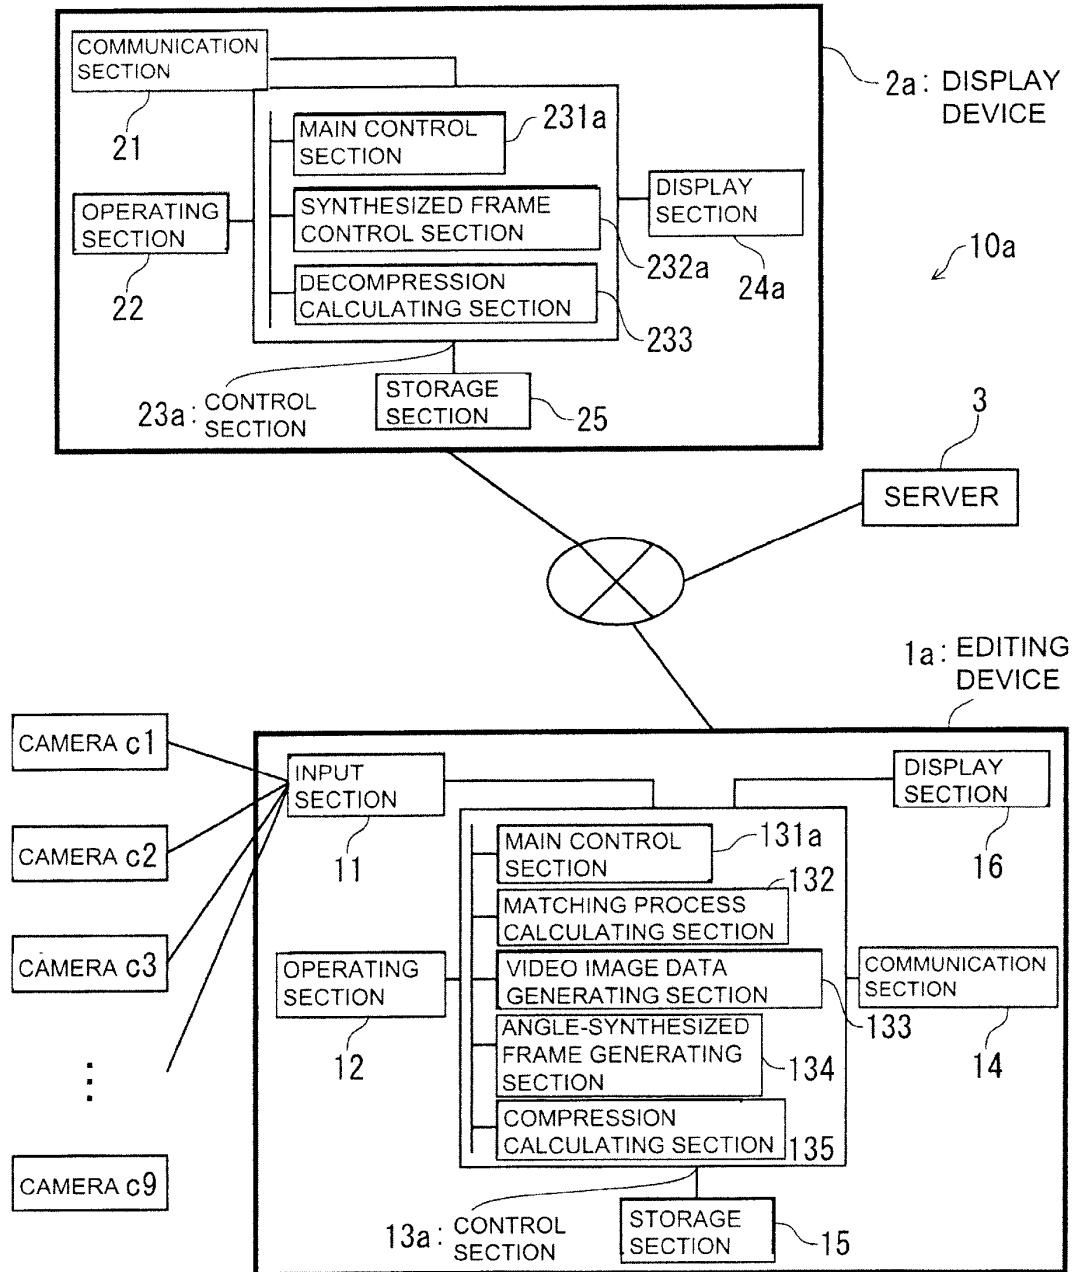 COMMUNICATION
SECTION
21
2a: DISPLAY
DEVICE
MAIN CONTROL
SECTION
231a
OPERATING
SECTION
22
SYNTHESIZED FRAME
CONTROL SECTION
232a
DISPLAY
SECTION
24a
10a
DECOMPRESSION
CALCULATING SECTION
233
23a: CONTROL
SECTION
STORAGE
SECTION
25
3
SERVER
1a: EDITING
DEVICE
CAMERA c1
CAMERA c2
CAMERA c3
CAMERA c9
INPUT
SECTION
11
DISPLAY
SECTION
16
MAIN CONTROL
SECTION
131a
132
MATCHING PROCESS
CALCULATING SECTION
OPERATING
SECTION
12
VIDEO IMAGE DATA
GENERATING SECTION
133
COMMUNICATION
SECTION
14
ANGLE-SYNTHESIZED
FRAME GENERATING
SECTION
134
COMPRESSION
CALCULATING SECTION
135
13a: CONTROL
SECTION
STORAGE
SECTION
15